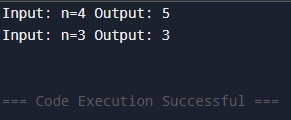 Input: n=4 Output: 5
Input: n=3 Output: 3
=== Code Execution Successful ===